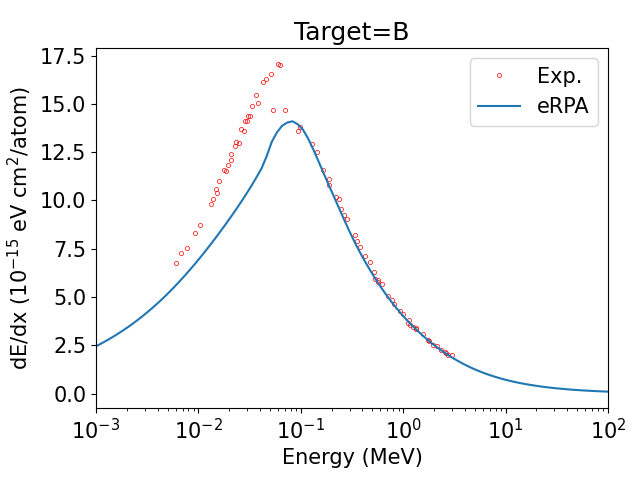 Target=B
dE/dx (10⁻¹⁵ eV cm²/atom)
17.5
15.0
12.5
10.0
7.5
5.0
2.5
0.0
Exp.
eRPA
10⁻³ 10⁻² 10⁻¹ 10⁰ 10¹ 10²
Energy (MeV)